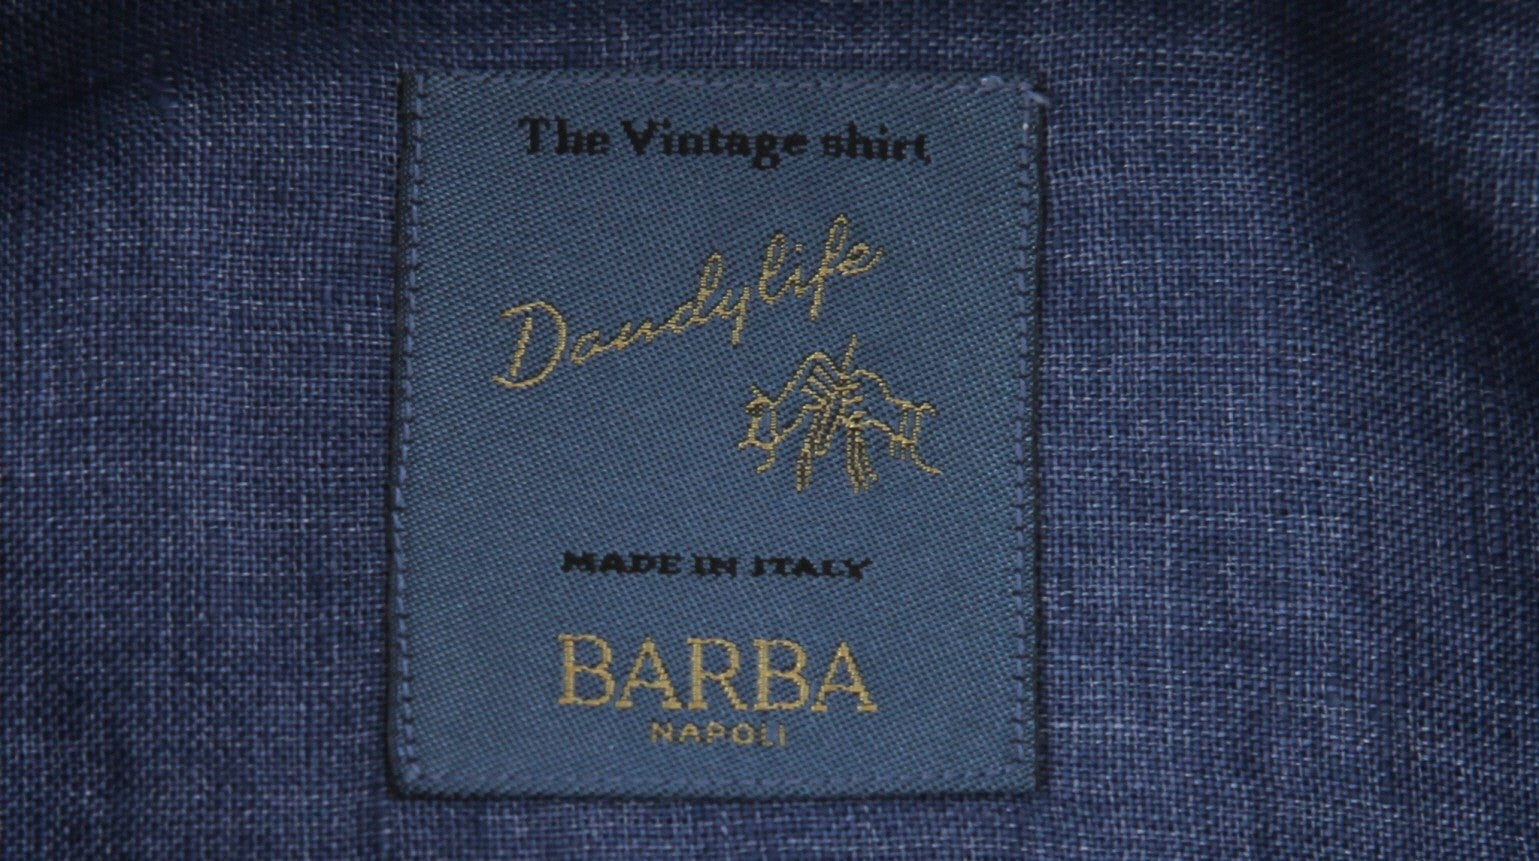 The Vintage shirt
Dandylife
MADE IN ITALY
BARBA
NAPOLI